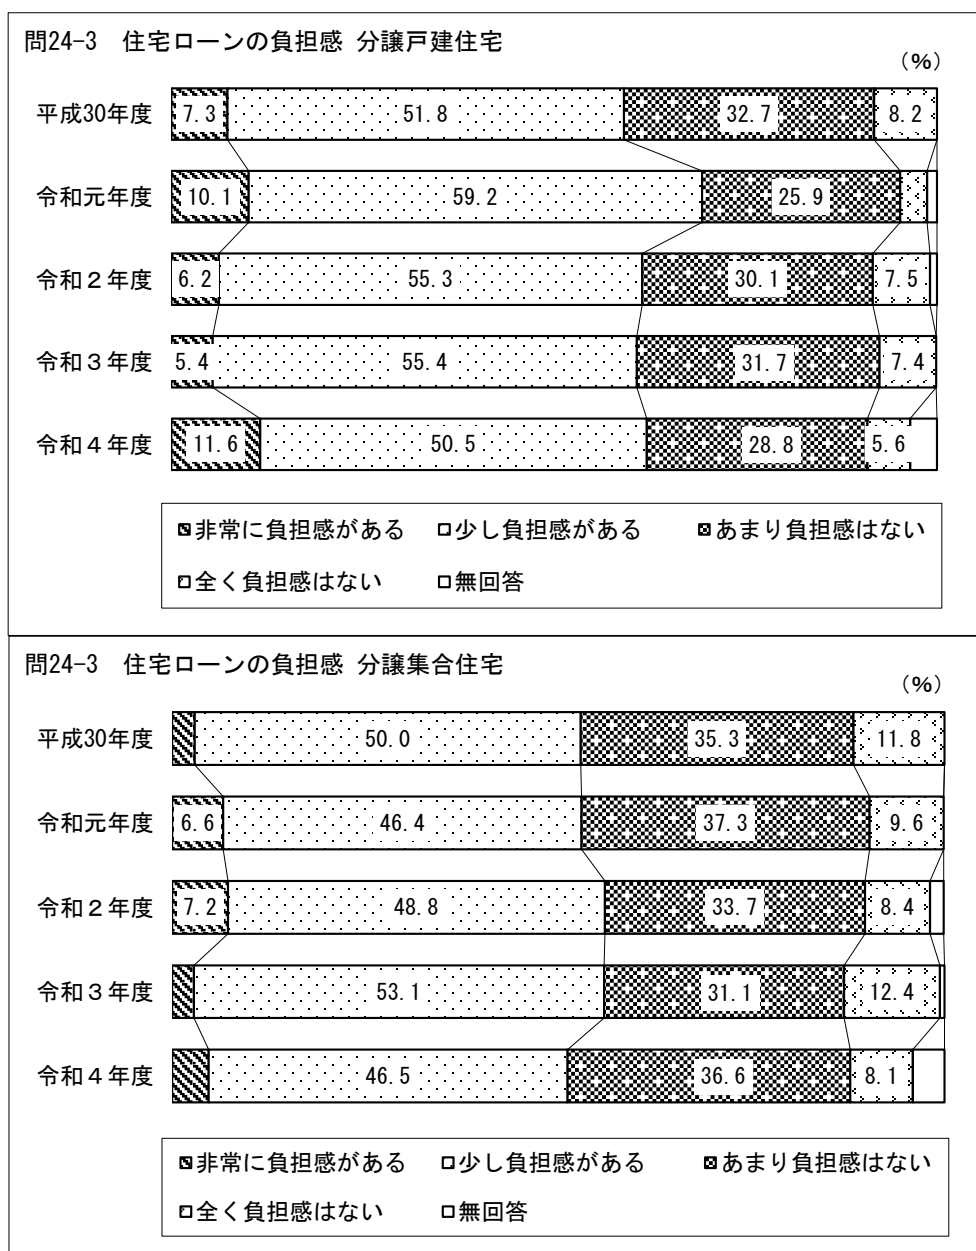 問24-3　住宅ローンの負担感 分譲戸建住宅
（%）
平成30年度 7.3 51.8 32.7 8.2
令和元年度 10.1 59.2 25.9
令和２年度 6.2 55.3 30.1 7.5
令和３年度 5.4 55.4 31.7 7.4
令和４年度 11.6 50.5 28.8 5.6
非常に負担感がある 少し負担感がある あまり負担感はない
全く負担感はない 無回答
問24-3　住宅ローンの負担感 分譲集合住宅
（%）
平成30年度 50.0 35.3 11.8
令和元年度 6.6 46.4 37.3 9.6
令和２年度 7.2 48.8 33.7 8.4
令和３年度 53.1 31.1 12.4
令和４年度 46.5 36.6 8.1
非常に負担感がある 少し負担感がある あまり負担感はない
全く負担感はない 無回答